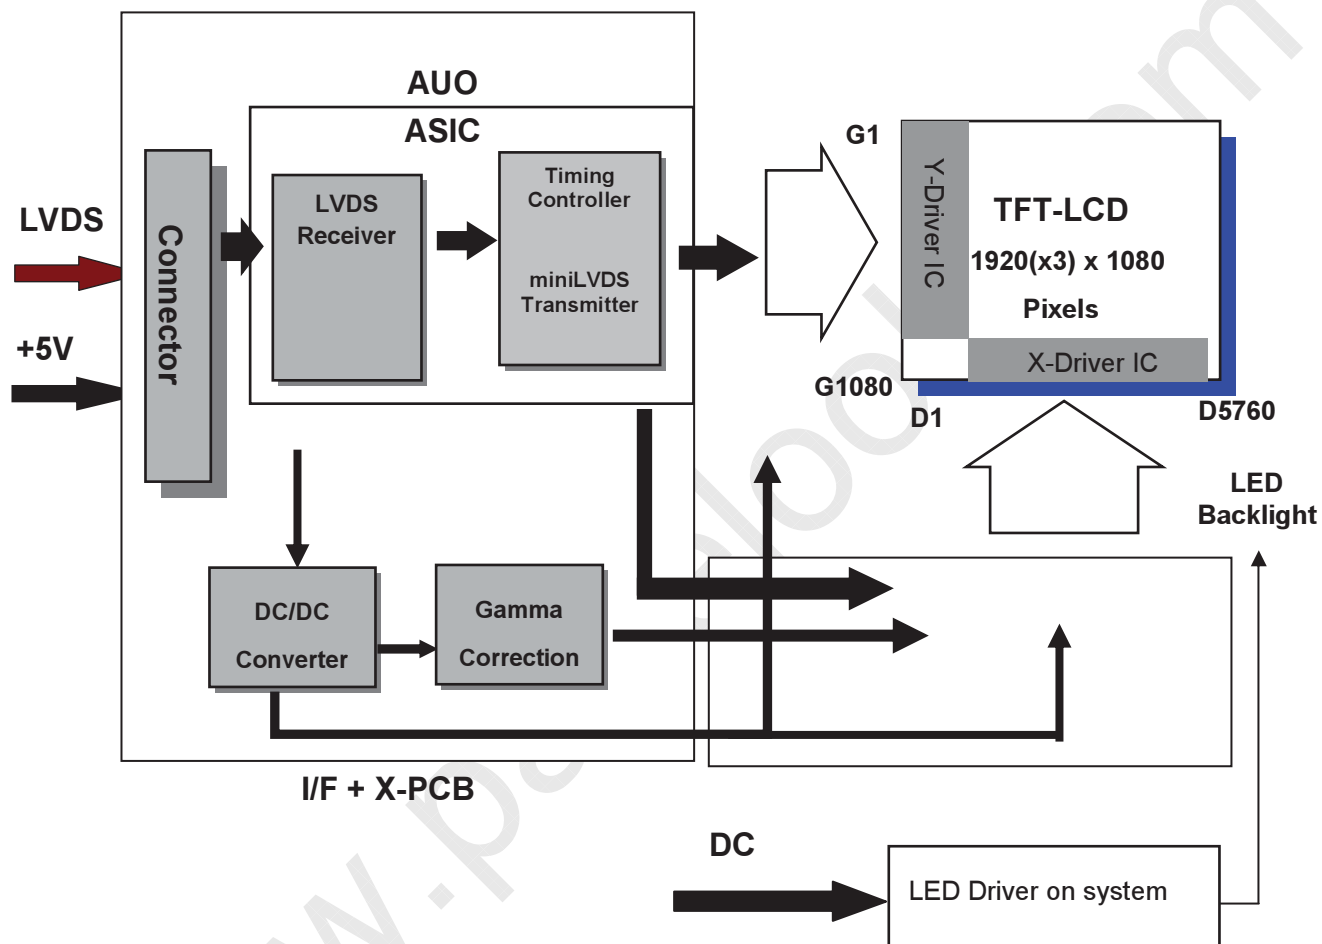 AUO
ASIC
LVDS
+5V
Connector
LVDS
Receiver
Timing
Controller
miniLVDS
Transmitter
G1
G1080
Y-Driver IC
TFT-LCD
1920(x3) x 1080
Pixels
X-Driver IC
D1
D5760
LED
Backlight
DC/DC
Converter
Gamma
Correction
I/F + X-PCB
DC
LED Driver on system